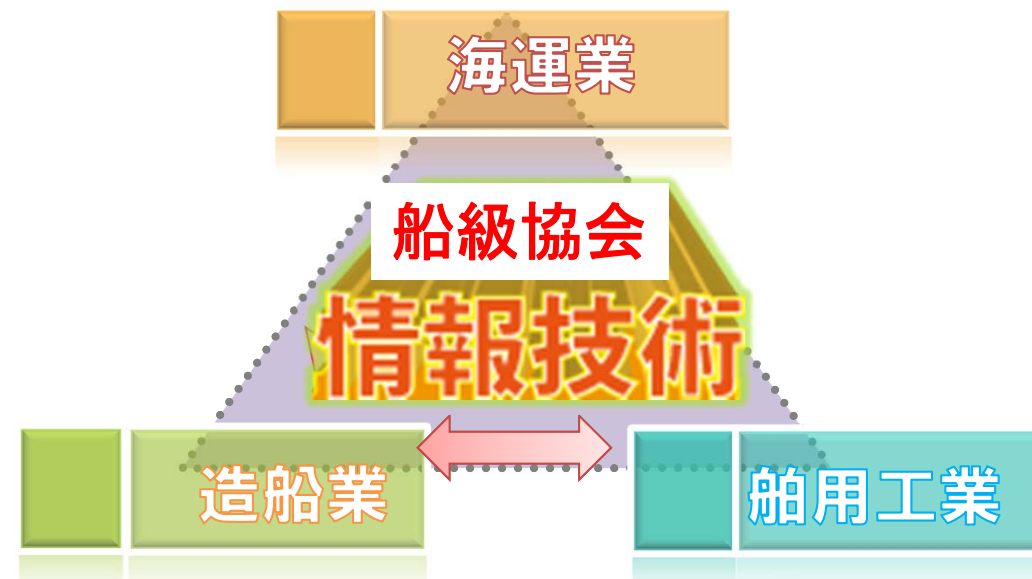 海運業
船級協会
情報技術
造船業
舶用工業